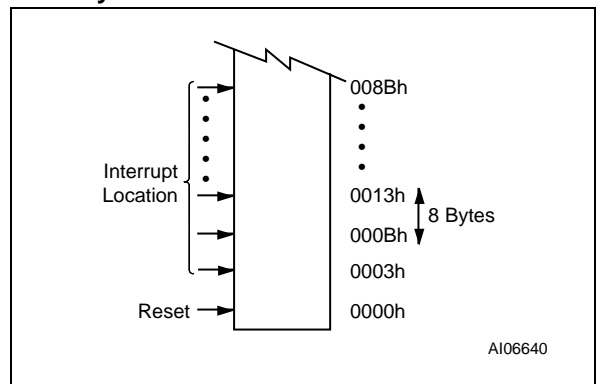 008Bh
Interrupt
Location
0013h
8 Bytes
000Bh
0003h
Reset
0000h
AI06640